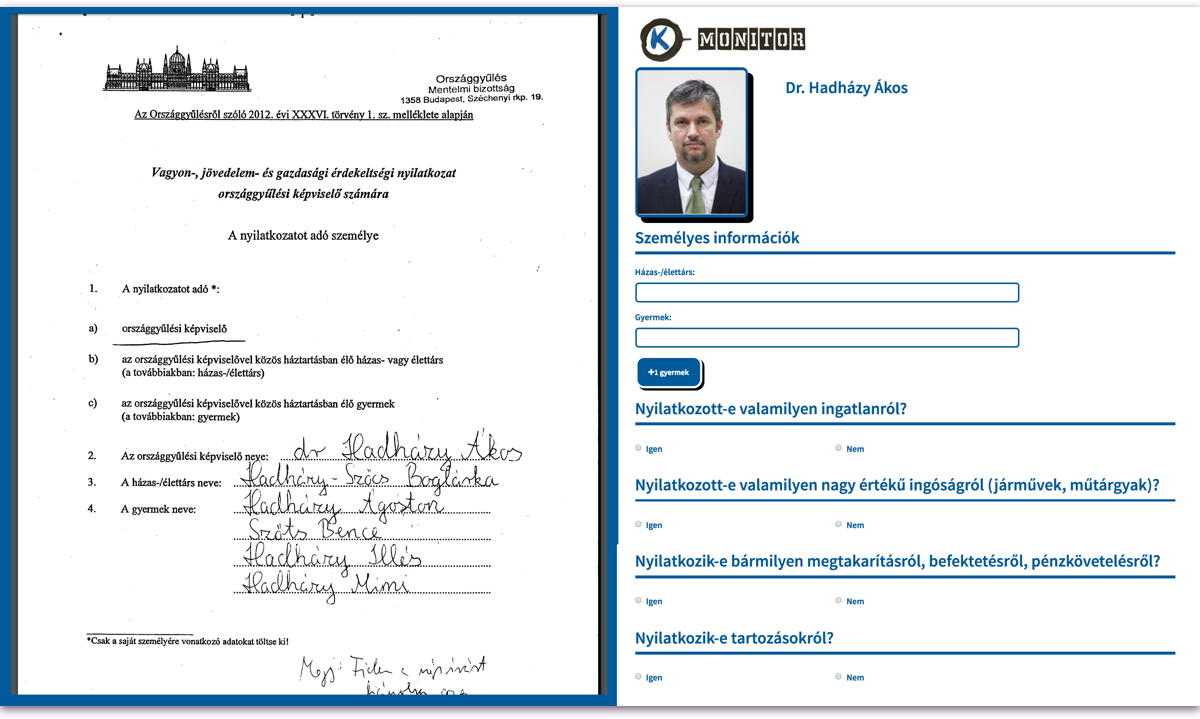 Országgyűlés
Mentelmi bizottság
1358 Budapest, Széchenyi rkp. 19.
Az Országgyűlésről szóló 2012. évi XXXVI. törvény 1. sz. melléklete alapján
Vagyon-, jövedelem- és gazdasági érdekeltségi nyilatkozat
országgyűlési képviselő számára
A nyilatkozatot adó személye
1. A nyilatkozatot adó *:
a) országgyűlési képviselő
b) az országgyűlési képviselővel közös háztartásban élő házas- vagy élettárs
(a továbbiakban: házas-/élettárs)
c) az országgyűlési képviselővel közös háztartásban élő gyermek
(a továbbiakban: gyermek)
2. Az országgyűlési képviselő neve: dr Hadházy Ákos
3. A házas-/élettárs neve: Hadházy-Szőcs Boglárka
4. A gyermek neve: Hadházy Ágoston
Szőts Bence
Hadházy Illés
Hadházy Mimi
*Csak a saját személyére vonatkozó adatokat töltse ki!
Megj:
K-MONITOR
Dr. Hadházy Ákos
Személyes információk
Házas-/élettárs:
Gyermek:
+1 gyermek
Nyilatkozott-e valamilyen ingatlanról?
Igen Nem
Nyilatkozott-e valamilyen nagy értékű ingóságról (járművek, műtárgyak)?
Igen Nem
Nyilatkozik-e bármilyen megtakarításról, befektetésről, pénzkövetelésről?
Igen Nem
Nyilatkozik-e tartozásokról?
Igen Nem